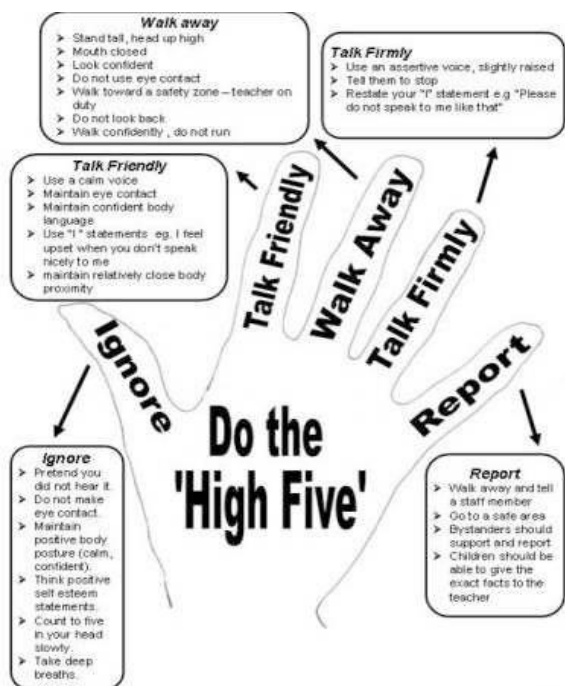 Walk away
➤ Stand tall, head up high
➤ Mouth closed
➤ Look confident
➤ Do not use eye contact
➤ Walk toward a safety zone – teacher on
duty
➤ Do not look back
➤ Walk confidently , do not run
Talk Firmly
➤ Use an assertive voice, slightly raised
➤ Tell them to stop
➤ Restate your "I" statement e.g "Please
do not speak to me like that"
Talk Friendly
➤ Use a calm voice
➤ Maintain eye contact
➤ Maintain confident body
language
➤ Use "I " statements eg. I feel
upset when you don't speak
nicely to me
➤ maintain relatively close body
proximity
Ignore
Talk Friendly
Walk Away
Talk Firmly
Report
Do the
'High Five'
Ignore
➤ Pretend you
did not hear it.
➤ Do not make
eye contact.
➤ Maintain
positive body
posture (calm,
confident).
➤ Think positive
self esteem
statements.
➤ Count to five
in your head
slowly.
➤ Take deep
breaths.
Report
➤ Walk away and tell
a staff member
➤ Go to a safe area
➤ Bystanders should
support and report
➤ Children should be
able to give the
exact facts to the
teacher